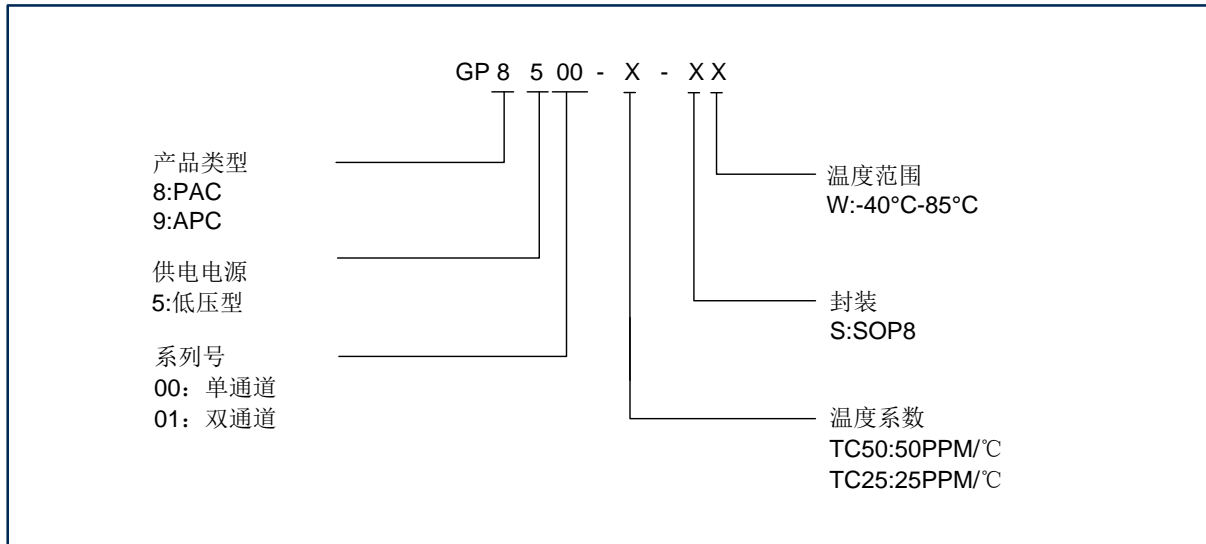 GP 8 5 00 - X - X X
产品类型
8:PAC
9:APC
供电电源
5:低压型
系列号
00：单通道
01：双通道
温度范围
W:-40°C-85°C
封装
S:SOP8
温度系数
TC50:50PPM/℃
TC25:25PPM/℃